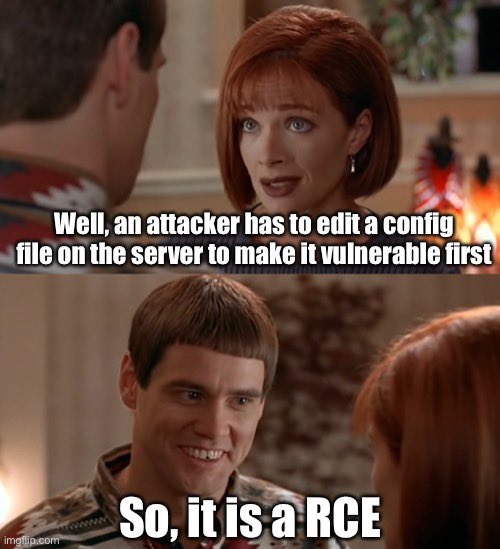 Well, an attacker has to edit a config
file on the server to make it vulnerable first
So, it is a RCE
imgflip.com